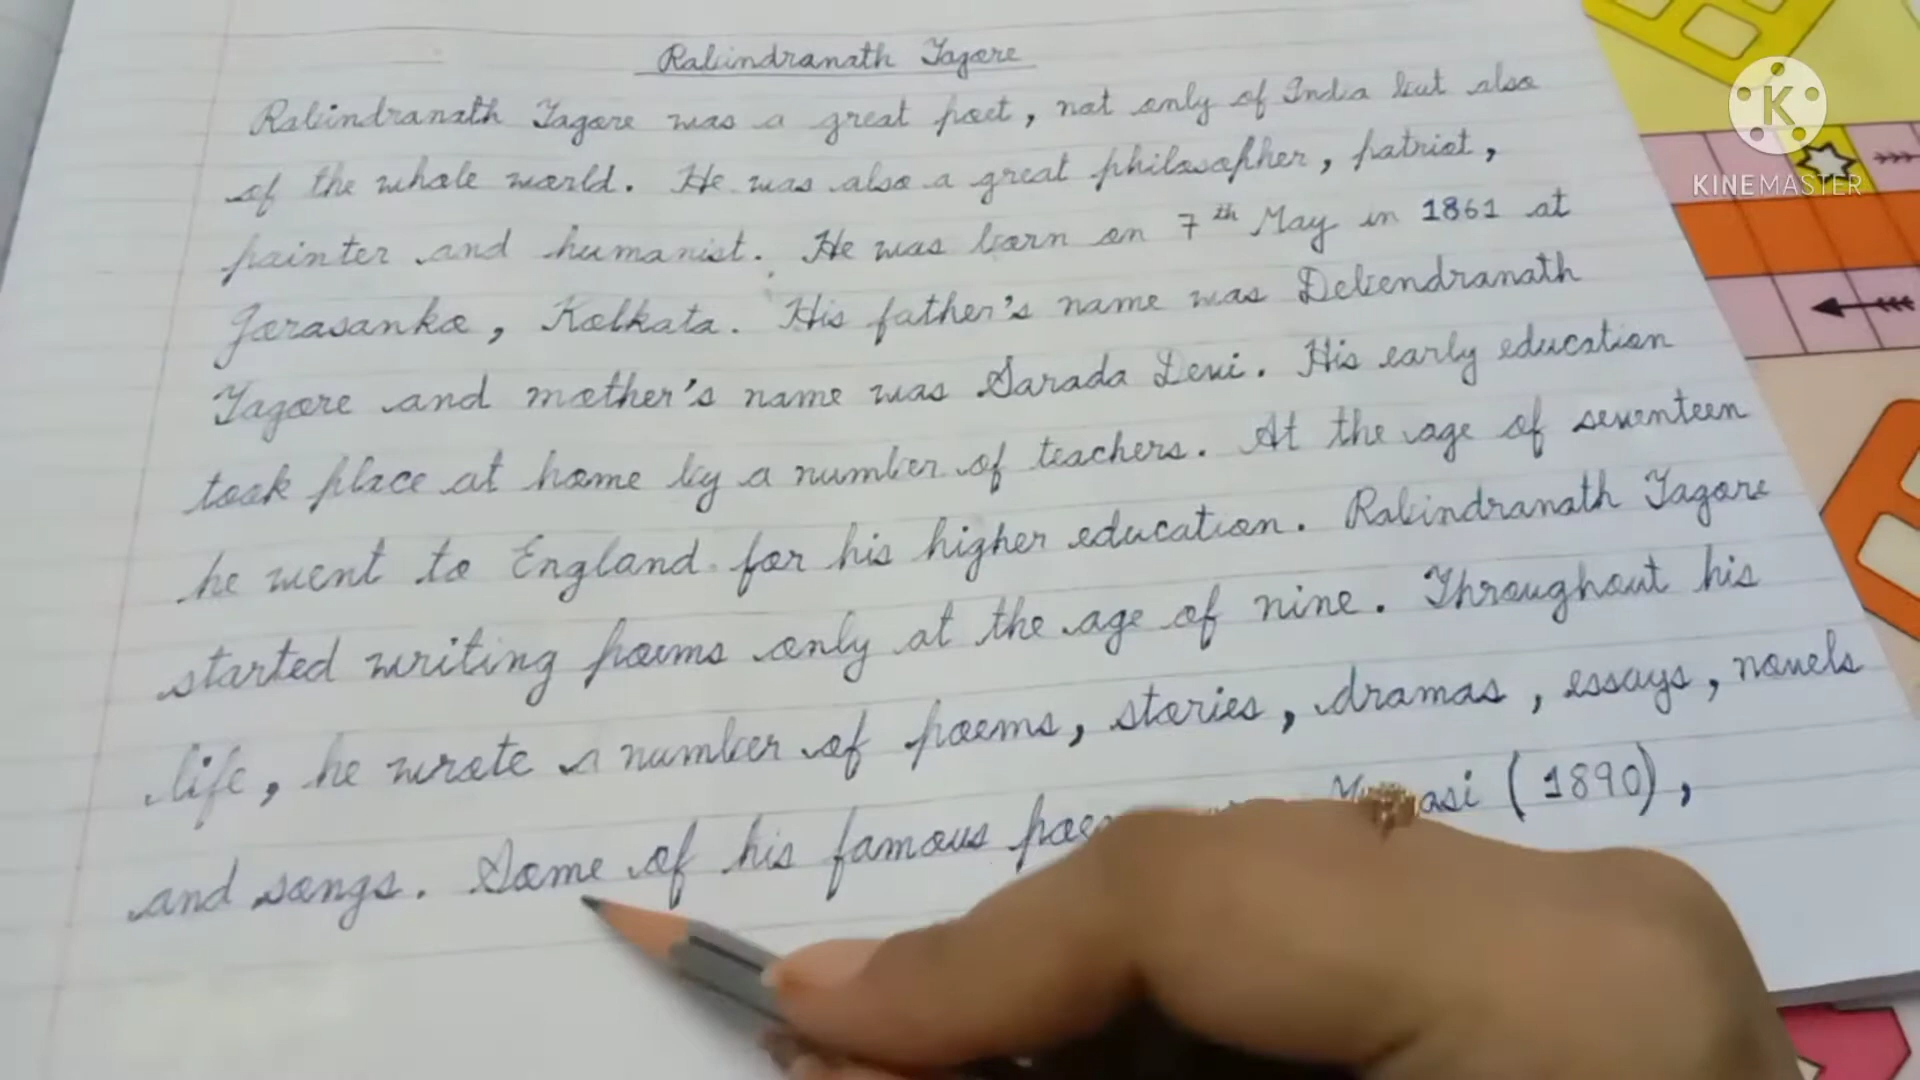 Rabindranath Tagore
Rabindranath Tagore was a great poet, not only of India but also
of the whole world. He was also a great philosopher, patriot,
painter and humanist. He was born on 7th May in 1861 at
Jorasanko, Kolkata. His father's name was Debendranath
Tagore and mother's name was Sarada Devi. His early education
took place at home by a number of teachers. At the age of seventeen
he went to England for his higher education. Rabindranath Tagore
started writing poems only at the age of nine. Throughout his
life, he wrote a number of poems, stories, dramas, essays, novels
and songs. Some of his famous (1890),
KINEMASTER